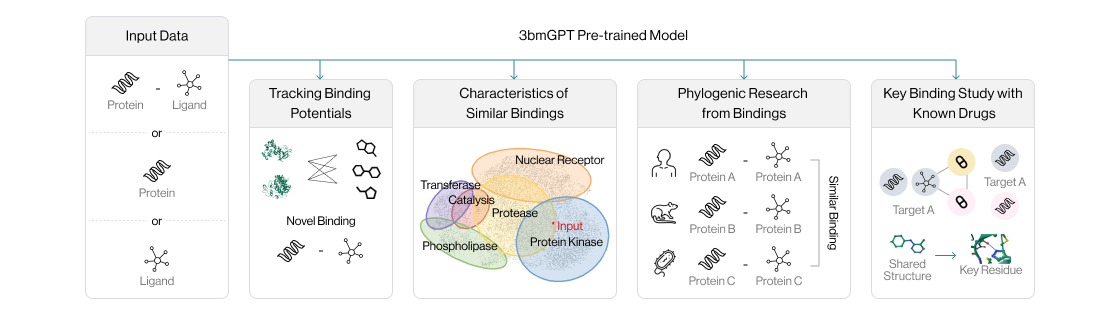 3bmGPT Pre-trained Model
Input Data
Protein - Ligand
or
Protein
or
Ligand
Tracking Binding
Potentials
Novel Binding
-
Characteristics of
Similar Bindings
Nuclear Receptor
Transferase
Catalysis
Protease
* Input
Protein Kinase
Phospholipase
Phylogenic Research
from Bindings
Protein A - Protein A
Protein B - Protein B
Protein C - Protein C
Similar Binding
Key Binding Study with
Known Drugs
Target A
Target A
Shared
Structure
Key Residue